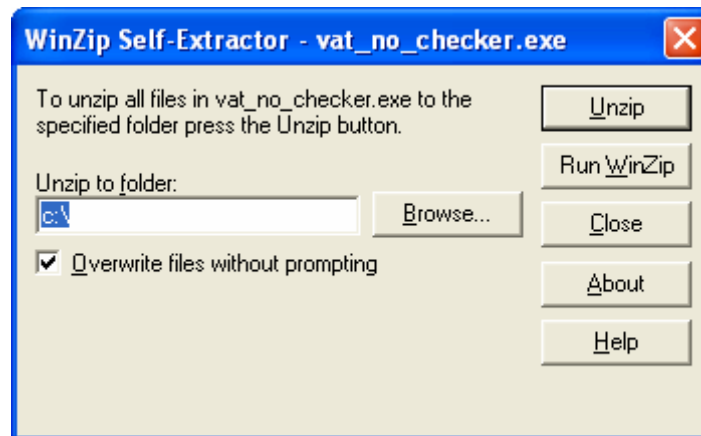 WinZip Self-Extractor - vat_no_checker.exe
To unzip all files in vat_no_checker.exe to the
specified folder press the Unzip button.
Unzip to folder:
c:\
Browse...
Overwrite files without prompting
Unzip
Run WinZip
Close
About
Help